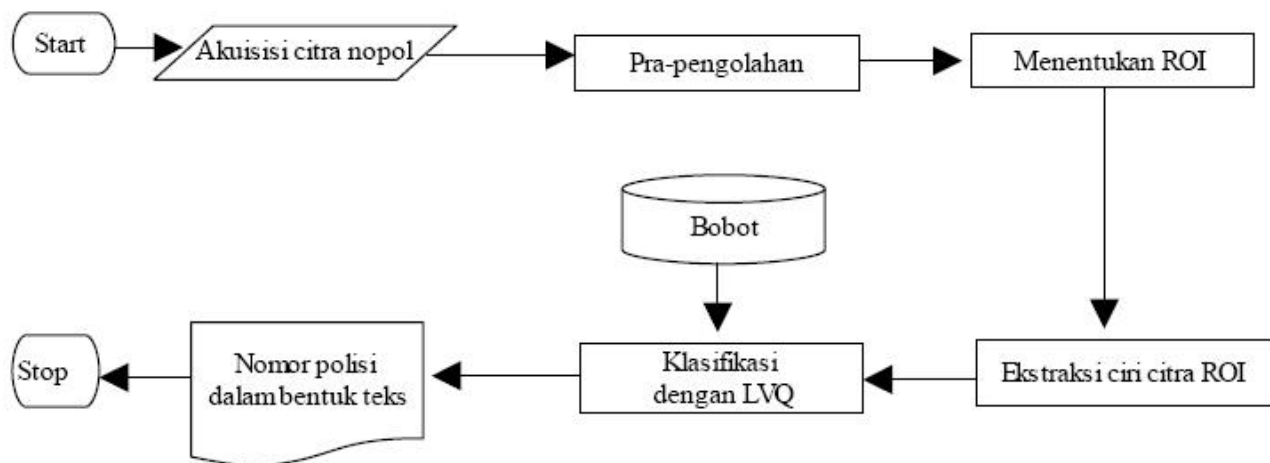 Start
Akuisisi citra nopol
Pra-pengolahan
Menentukan ROI
Bobot
Ekstraksi ciri citra ROI
Klasifikasi
dengan LVQ
Nomor polisi
dalam bentuk teks
Stop